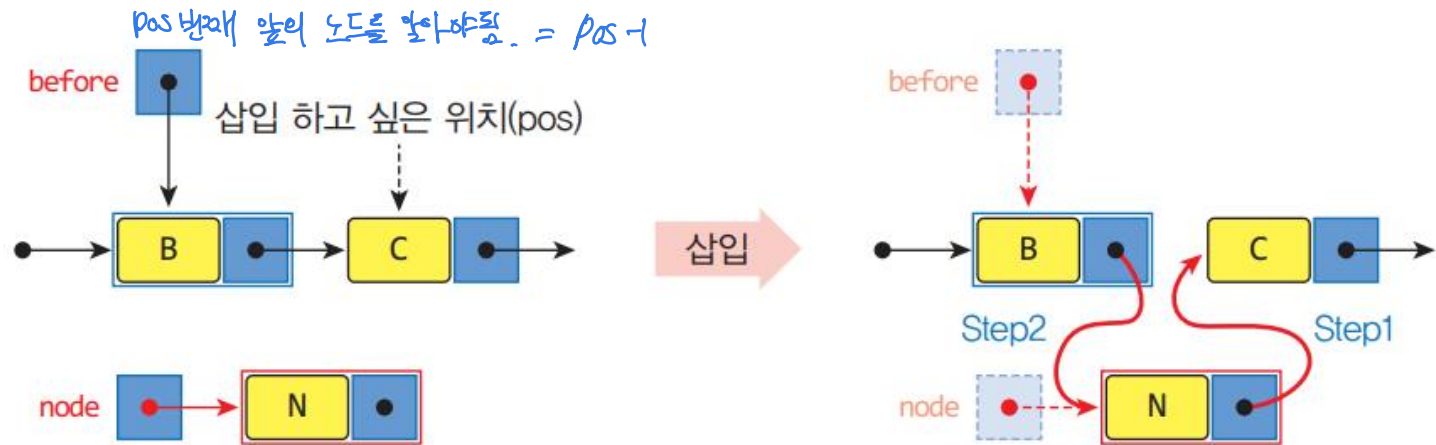 pos번째 앞의 노드를 알아야됨. = pos-1
before
삽입 하고 싶은 위치(pos)
B
C
node
N
삽입
before
B
C
Step2
Step1
node
N